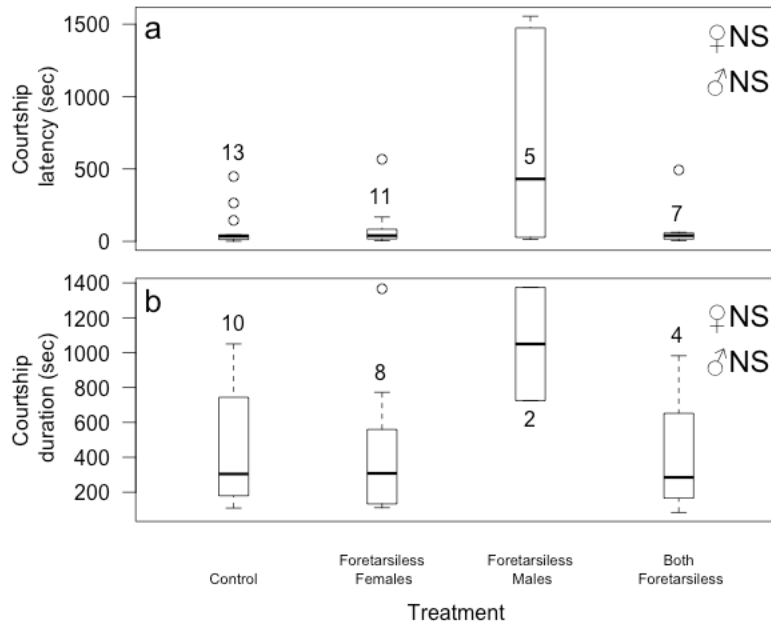 a
Courtship
latency (sec)
1500
1000
500
0
13
11
5
7
♀NS
♂NS
b
Courtship
duration (sec)
1400
1200
1000
800
600
400
200
10
8
2
4
♀NS
♂NS
Control
Foretarsiless
Females
Foretarsiless
Males
Both
Foretarsiless
Treatment